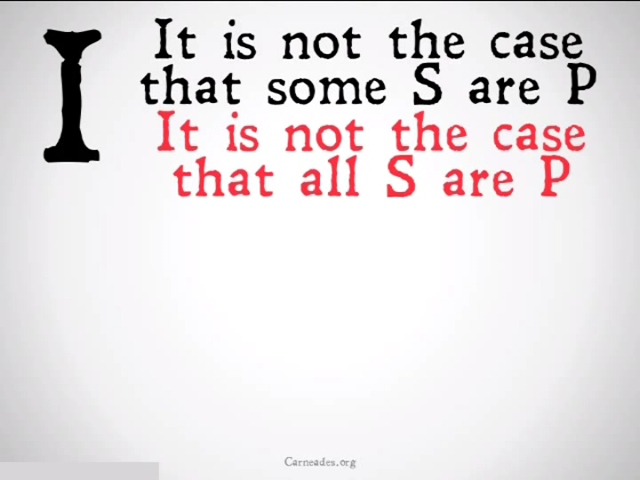 I
It is not the case
that some S are P
It is not the case
that all S are P
Carneades.org